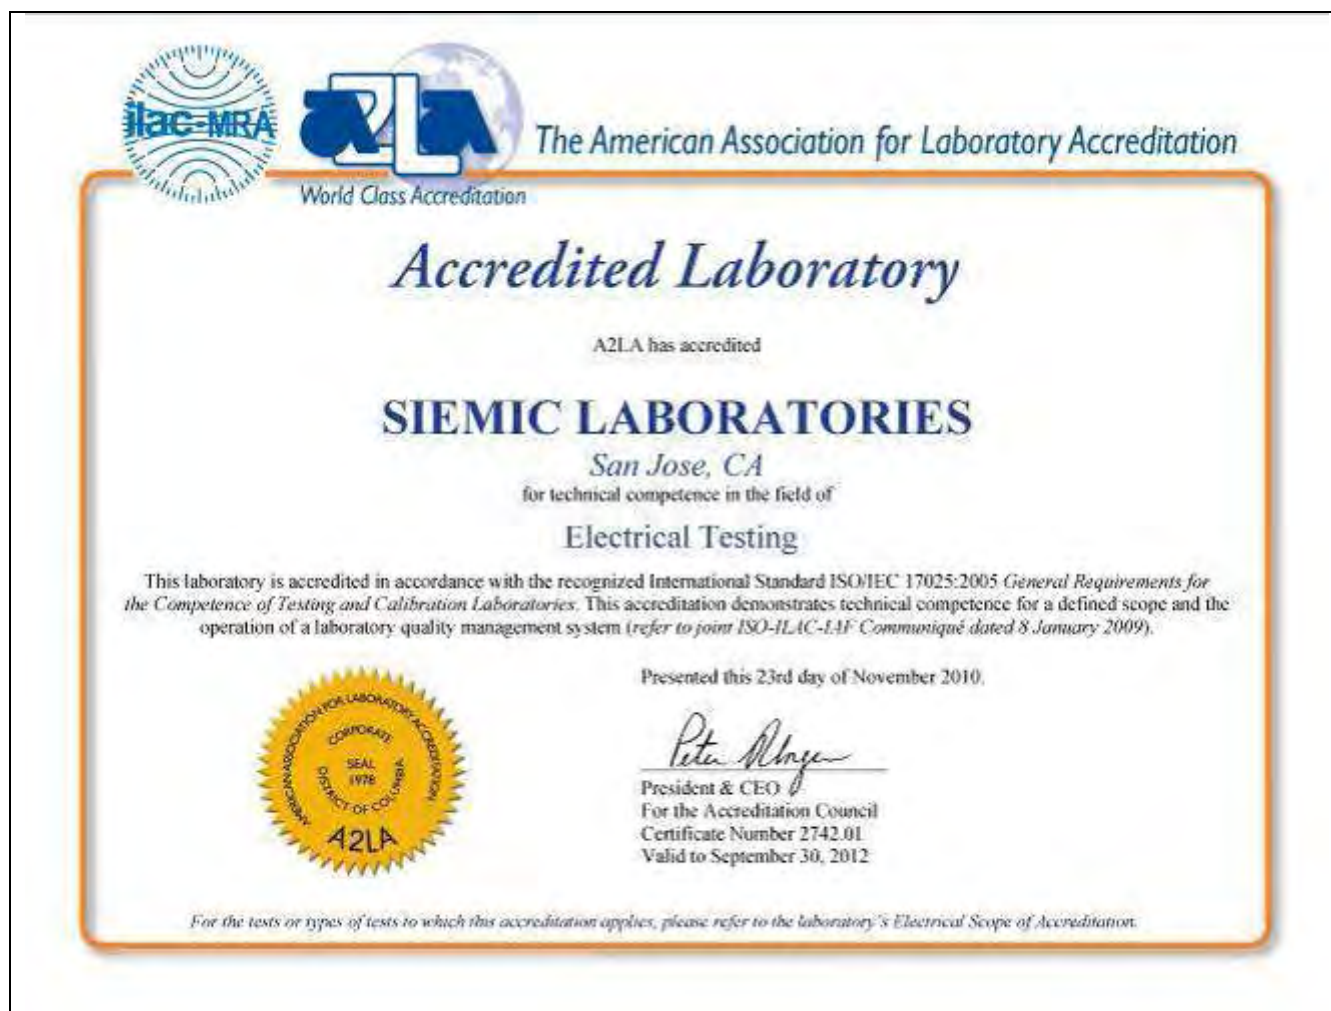 ilac-MRA
A2LA
World Class Accreditation
The American Association for Laboratory Accreditation
Accredited Laboratory
A2LA has accredited
SIEMIC LABORATORIES
San Jose, CA
for technical competence in the field of
Electrical Testing
This laboratory is accredited in accordance with the recognized International Standard ISO/IEC 17025:2005 General Requirements for
the Competence of Testing and Calibration Laboratories. This accreditation demonstrates technical competence for a defined scope and the
operation of a laboratory quality management system (refer to joint ISO-ILAC-IAF Communiqué dated 8 January 2009).
Presented this 23rd day of November 2010.
AMERICAN ASSOCIATION FOR LABORATORY ACCREDITATION
CORPORATE
SEAL
1978
DISTRICT OF COLUMBIA
A2LA
President & CEO
For the Accreditation Council
Certificate Number 2742.01
Valid to September 30, 2012
For the tests or types of tests to which this accreditation applies, please refer to the laboratory's Electrical Scope of Accreditation.